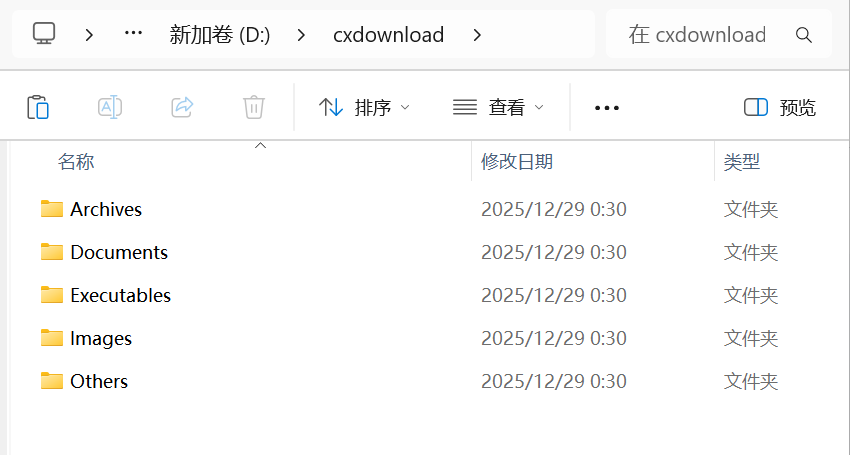 新加卷 (D:) cxdownload 在 cxdownload
排序 查看 预览
名称 修改日期 类型
Archives 2025/12/29 0:30 文件夹
Documents 2025/12/29 0:30 文件夹
Executables 2025/12/29 0:30 文件夹
Images 2025/12/29 0:30 文件夹
Others 2025/12/29 0:30 文件夹